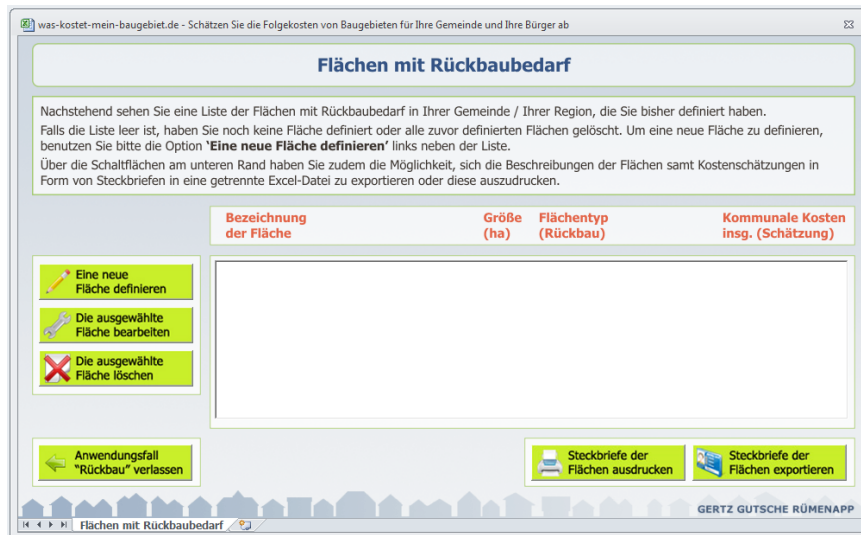 was-kostet-mein-baugebiet.de - Schätzen Sie die Folgekosten von Baugebieten für Ihre Gemeinde und Ihre Bürger ab
Flächen mit Rückbaubedarf
Nachstehend sehen Sie eine Liste der Flächen mit Rückbaubedarf in Ihrer Gemeinde / Ihrer Region, die Sie bisher definiert haben.
Falls die Liste leer ist, haben Sie noch keine Fläche definiert oder alle zuvor definierten Flächen gelöscht. Um eine neue Fläche zu definieren,
benutzen Sie bitte die Option 'Eine neue Fläche definieren' links neben der Liste.
Über die Schaltflächen am unteren Rand haben Sie zudem die Möglichkeit, sich die Beschreibungen der Flächen samt Kostenschätzungen in
Form von Steckbriefen in eine getrennte Excel-Datei zu exportieren oder diese auszudrucken.
Bezeichnung
der Fläche
Größe
(ha)
Flächentyp
(Rückbau)
Kommunale Kosten
insg. (Schätzung)
Eine neue
Fläche definieren
Die ausgewählte
Fläche bearbeiten
Die ausgewählte
Fläche löschen
Anwendungsfall
"Rückbau" verlassen
Steckbriefe der
Flächen ausdrucken
Steckbriefe der
Flächen exportieren
GERTZ GUTSCHE RÜMENAPP
Flächen mit Rückbaubedarf